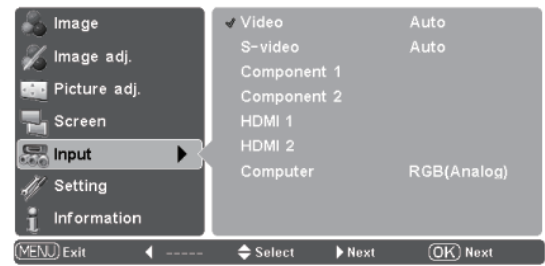 Image
Image adj.
Picture adj.
Screen
Input
Setting
Information
Video Auto
S-video Auto
Component 1
Component 2
HDMI 1
HDMI 2
Computer RGB(Analog)
MENU Exit ----- Select Next OK Next